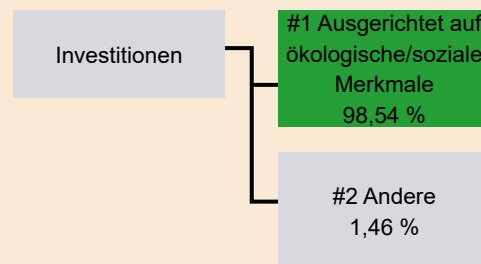 Investitionen
#1 Ausgerichtet auf
ökologische/soziale
Merkmale
98,54 %
#2 Andere
1,46 %